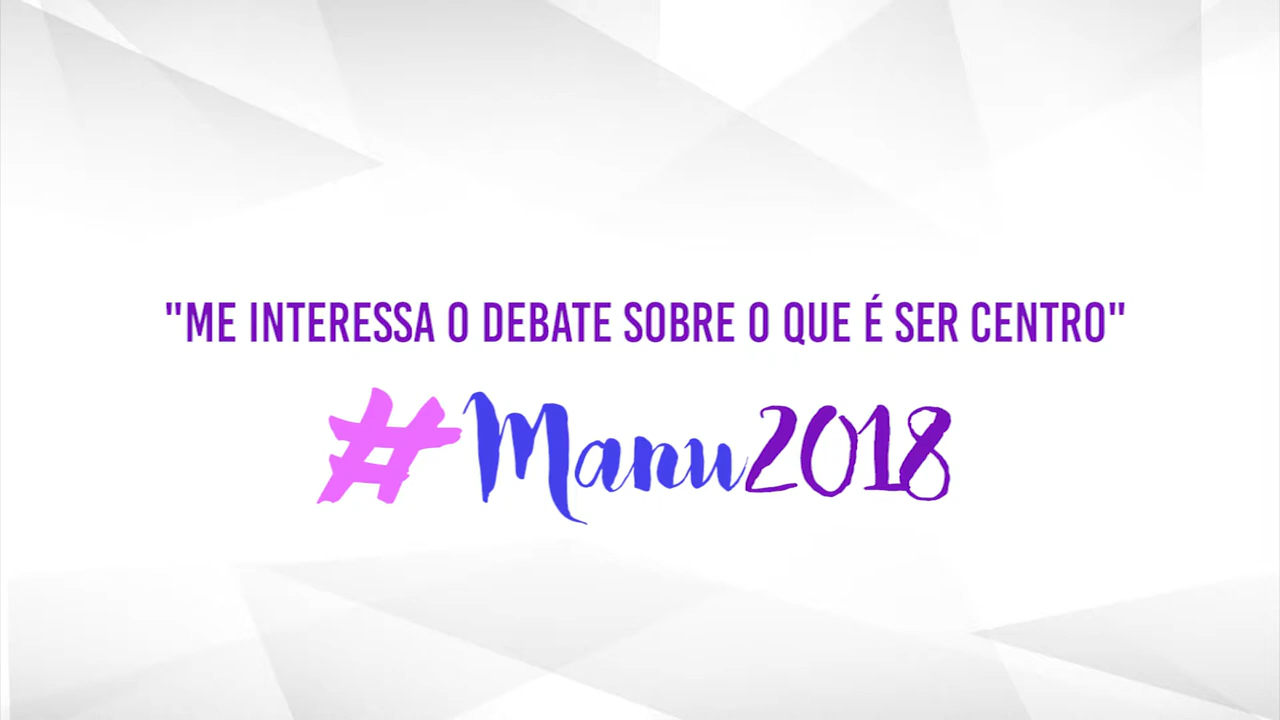 "ME INTERESSA O DEBATE SOBRE O QUE É SER CENTRO"
#Manu2018